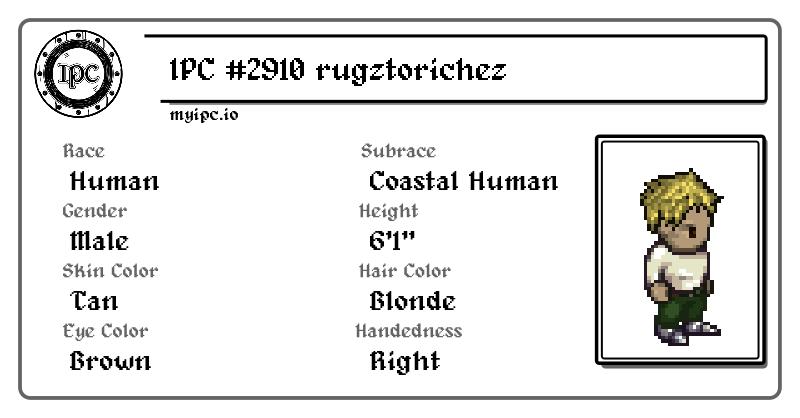 IPC
IPC #2910 rugztorichez
myipc.io
Race
Human
Subrace
Coastal Human
Gender
Male
Height
6'1"
Skin Color
Tan
Hair Color
Blonde
Eye Color
Brown
Handedness
Right